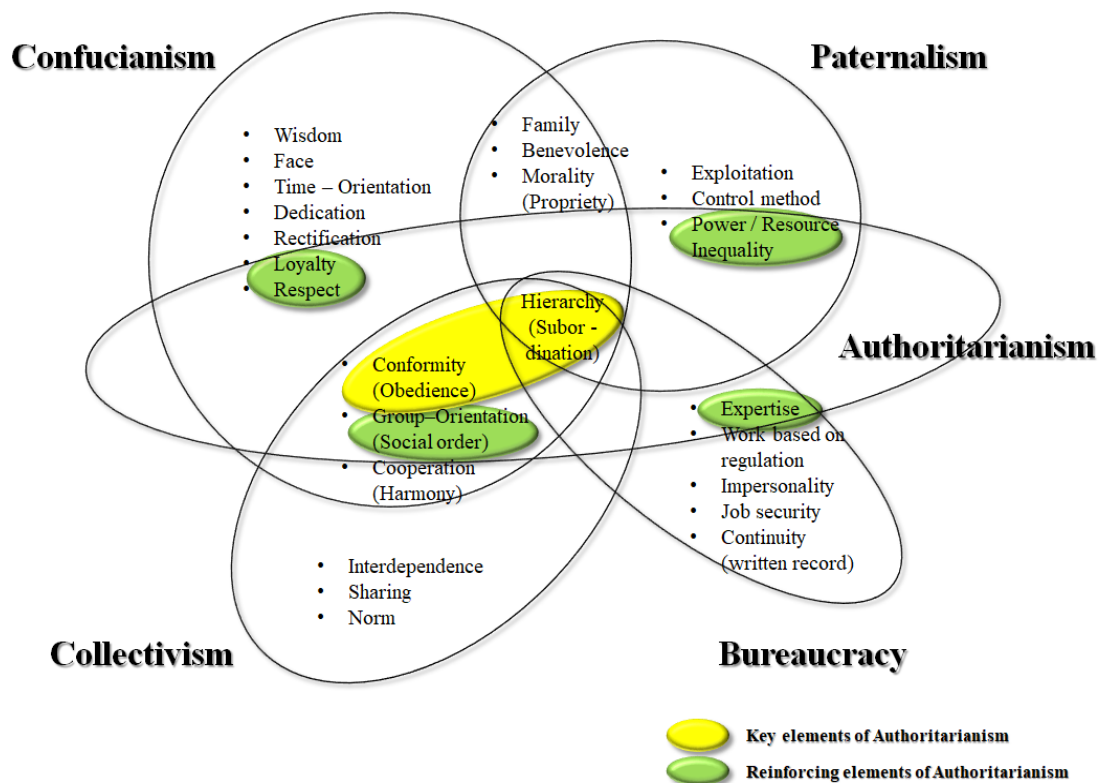 Confucianism
Paternalism
• Wisdom
• Face
• Time – Orientation
• Dedication
• Rectification
• Loyalty
• Respect
• Family
• Benevolence
• Morality
(Propriety)
• Exploitation
• Control method
• Power / Resource
Inequality
Hierarchy
(Subor -
dination)
• Conformity
(Obedience)
• Group–Orientation
(Social order)
• Cooperation
(Harmony)
Authoritarianism
• Expertise
• Work based on
regulation
• Impersonality
• Job security
• Continuity
(written record)
• Interdependence
• Sharing
• Norm
Collectivism
Bureaucracy
Key elements of Authoritarianism
Reinforcing elements of Authoritarianism